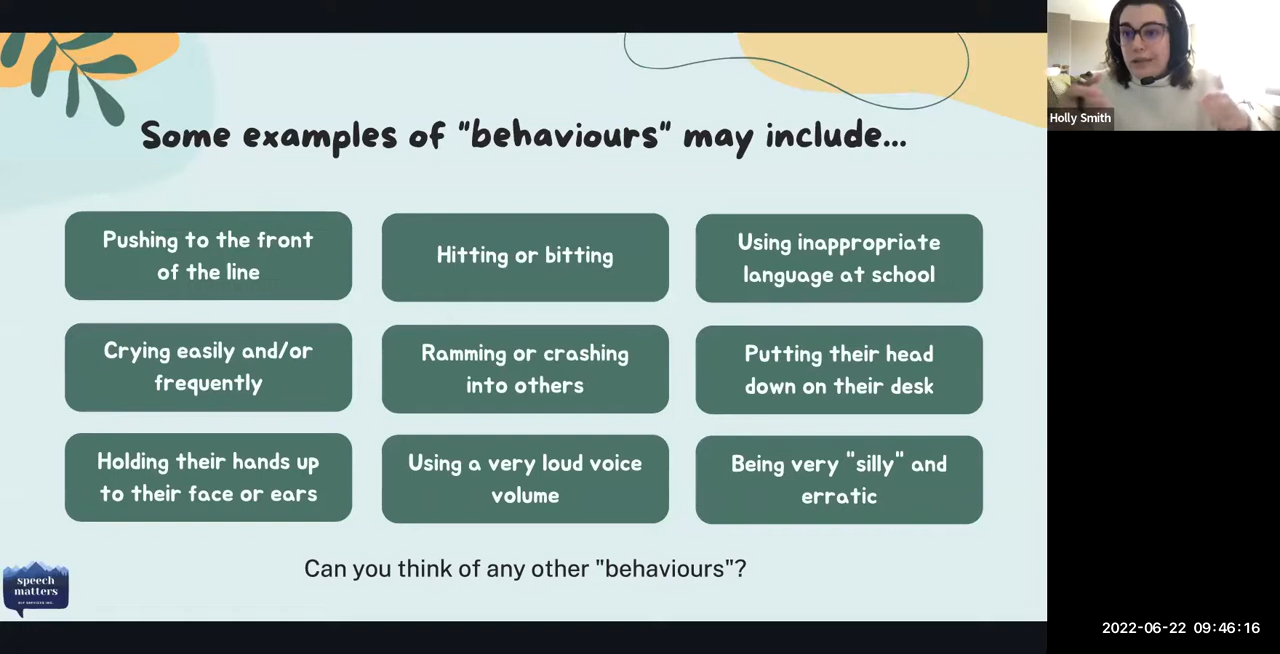 Some examples of "behaviours" may include...
Pushing to the front
of the line
Hitting or bitting
Using inappropriate
language at school
Crying easily and/or
frequently
Ramming or crashing
into others
Putting their head
down on their desk
Holding their hands up
to their face or ears
Using a very loud voice
volume
Being very "silly" and
erratic
Can you think of any other "behaviours"?
speech
matters
SLP SERVICES INC.
Holly Smith
2022-06-22 09:46:16